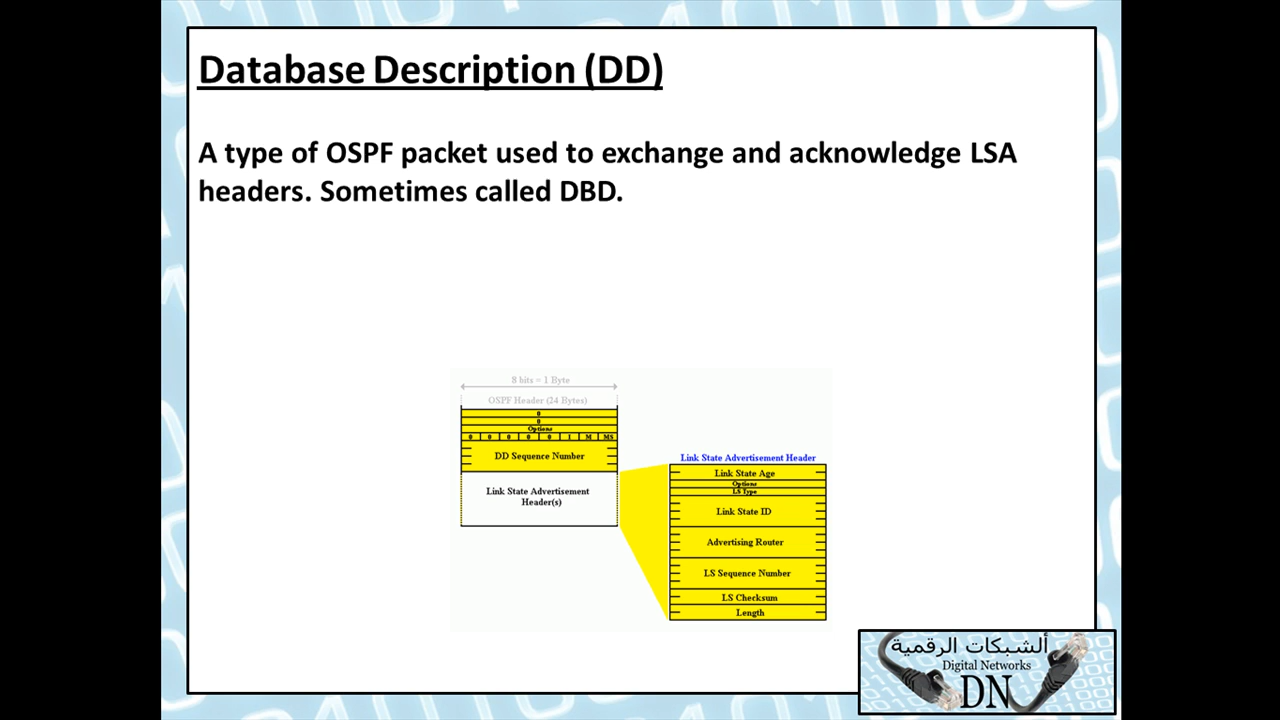 Database Description (DD)
A type of OSPF packet used to exchange and acknowledge LSA
headers. Sometimes called DBD.
8 bits = 1 Byte
OSPF Header (24 Bytes)
0
0
Options
0 0 0 0 0 I M MS
DD Sequence Number
Link State Advertisement
Header(s)
Link State Advertisement Header
Link State Age
Options
LS Type
Link State ID
Advertising Router
LS Sequence Number
LS Checksum
Length
ألشبكات الرقمية
Digital Networks
DN